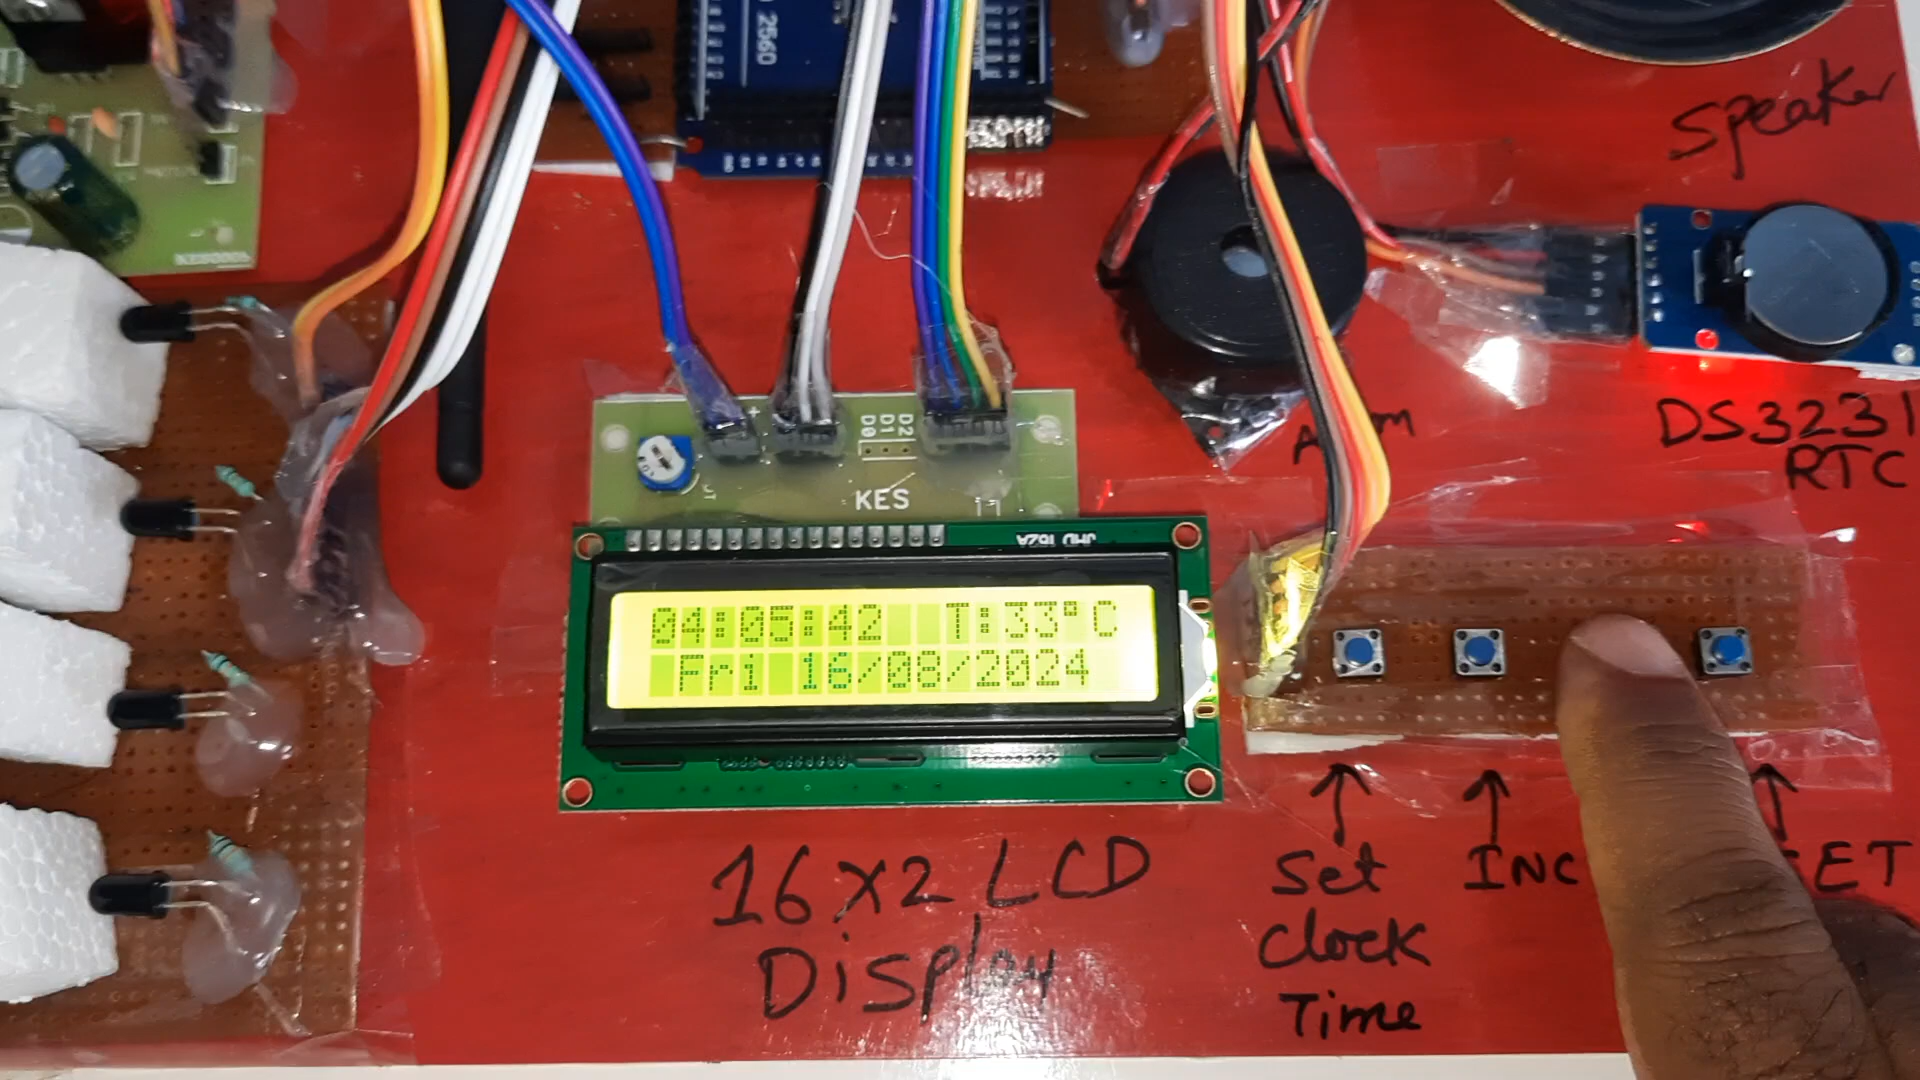 2560
Speaker
DS3231
RTC
D0
D1
D2
KES
JHD 162A
04:05:42 T:33°C
Fri 16/08/2024
16X2 LCD
Display
Set
Clock
Time
INC